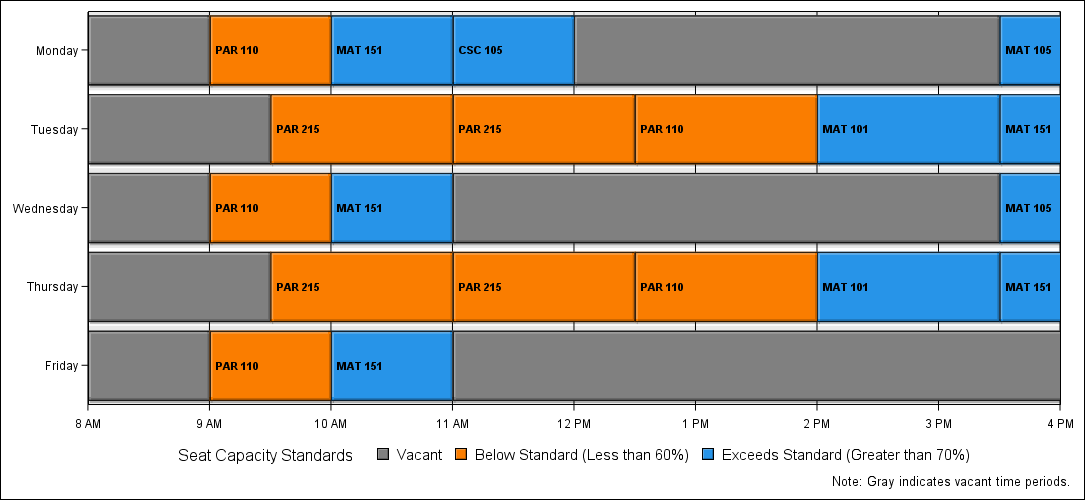 Monday PAR 110 MAT 151 CSC 105 MAT 105
Tuesday PAR 215 PAR 215 PAR 110 MAT 101 MAT 151
Wednesday PAR 110 MAT 151 MAT 105
Thursday PAR 215 PAR 215 PAR 110 MAT 101 MAT 151
Friday PAR 110 MAT 151
8 AM 9 AM 10 AM 11 AM 12 PM 1 PM 2 PM 3 PM 4 PM
Seat Capacity Standards Vacant Below Standard (Less than 60%) Exceeds Standard (Greater than 70%)
Note: Gray indicates vacant time periods.